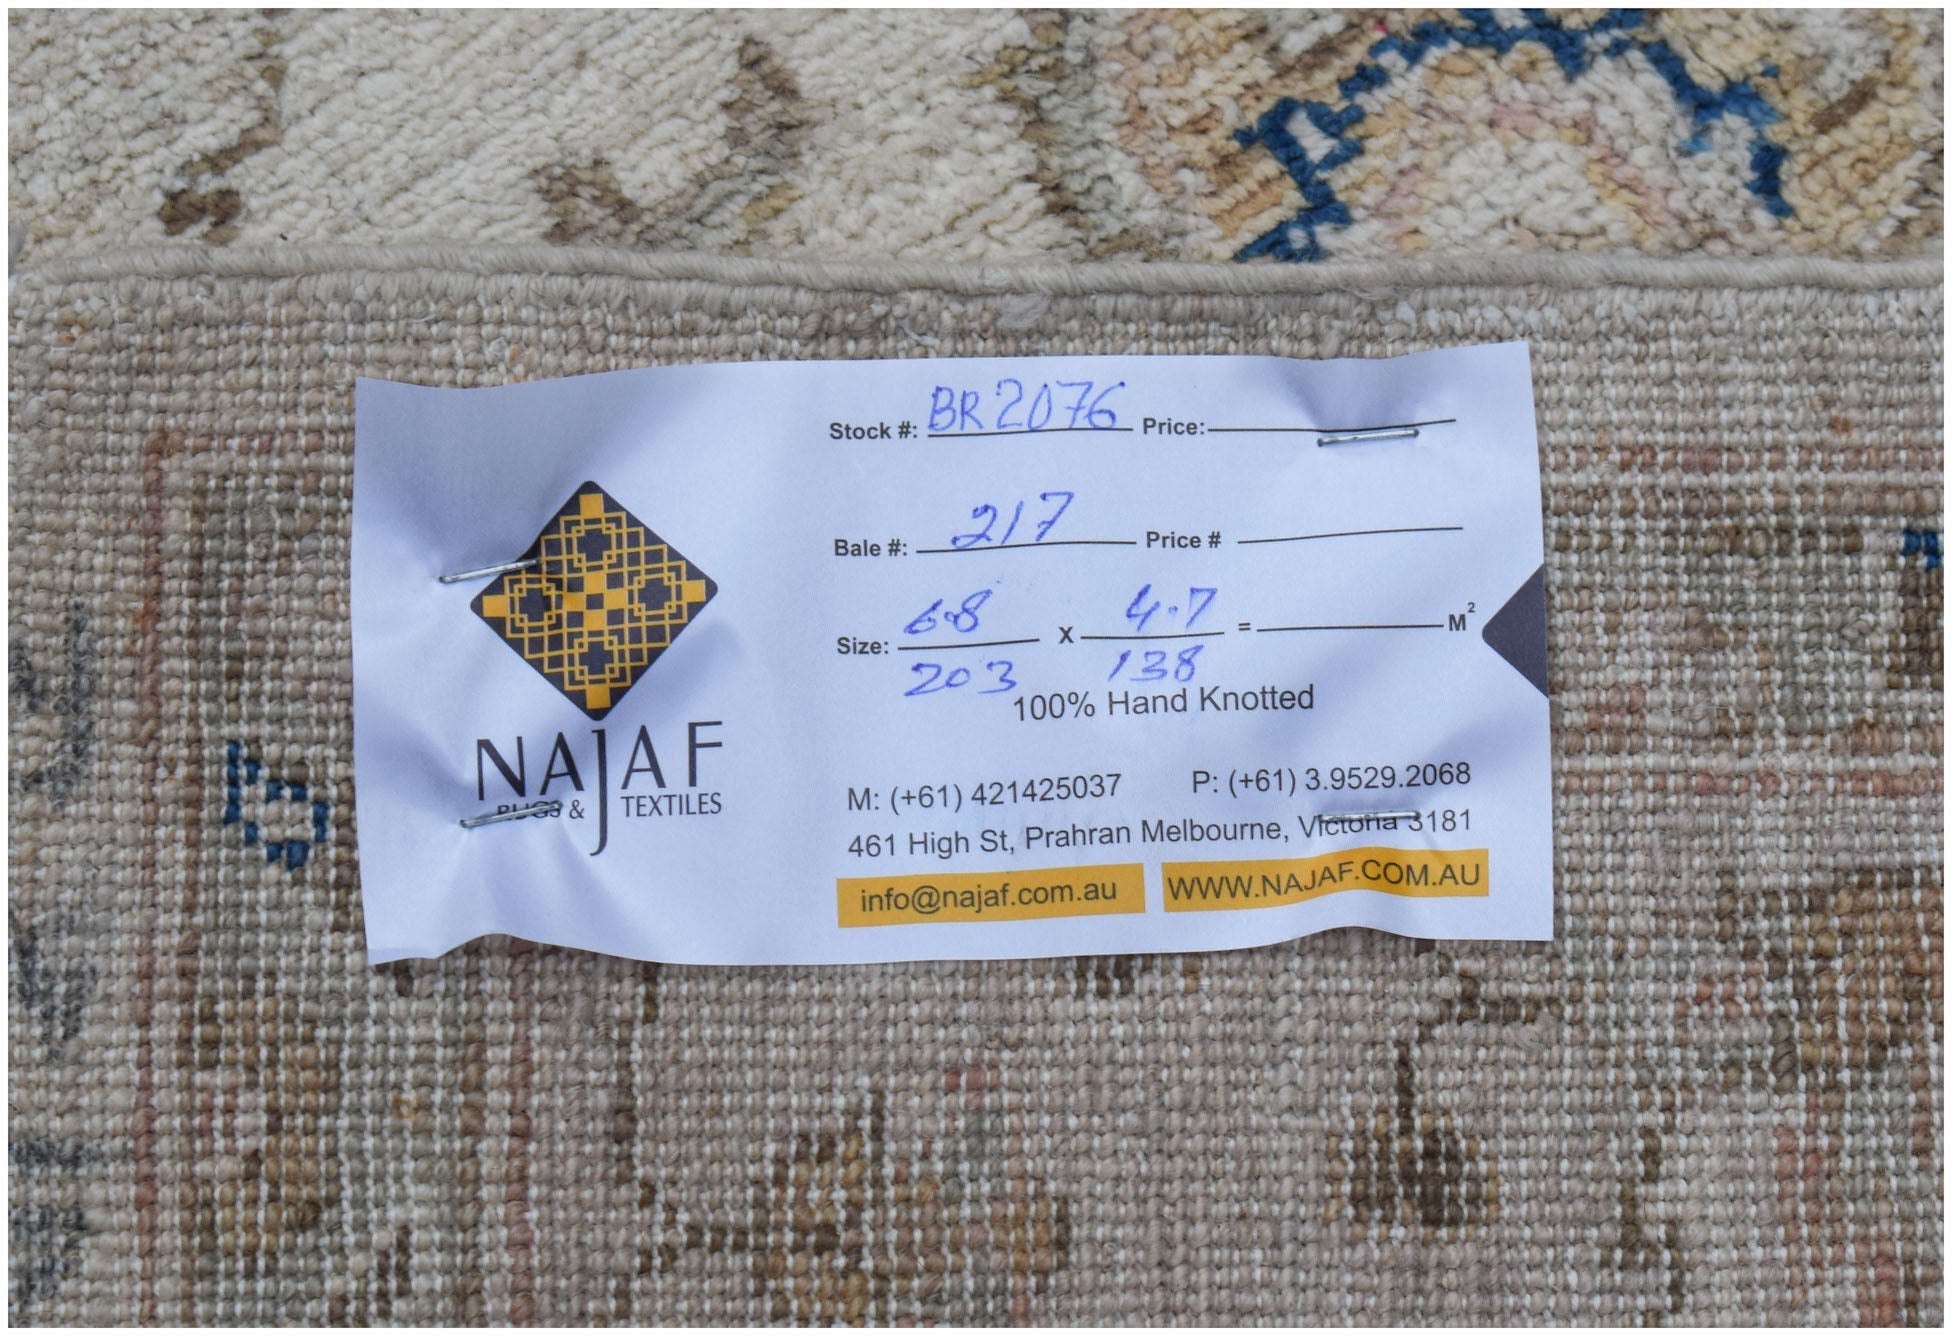 NAJAF
RUGS & TEXTILES
Stock #: BR2076 Price:
Bale #: 217 Price #
Size: 6.8 X 4.7 = M²
203 138
100% Hand Knotted
M: (+61) 421425037 P: (+61) 3.9529.2068
461 High St, Prahran Melbourne, Victoria 3181
info@najaf.com.au WWW.NAJAF.COM.AU